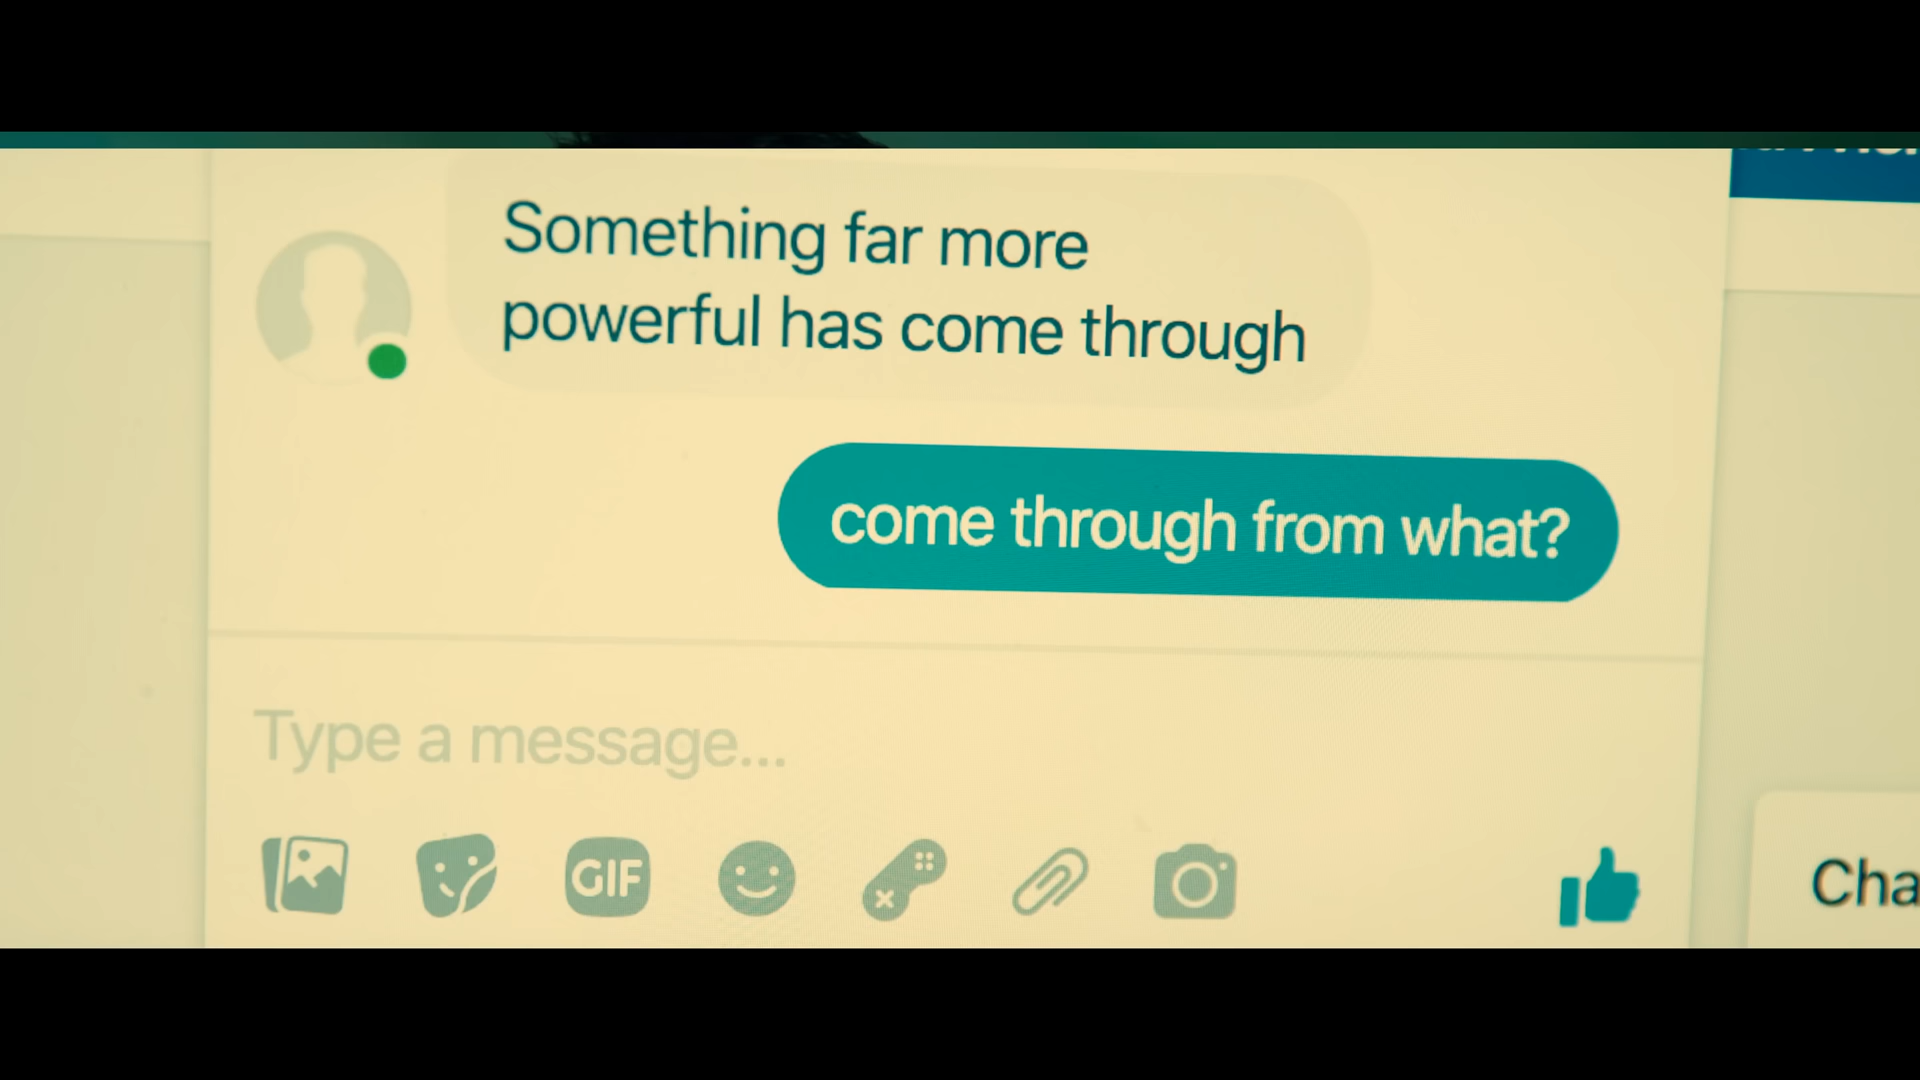 Something far more
powerful has come through
come through from what?
Type a message...
GIF
Cha